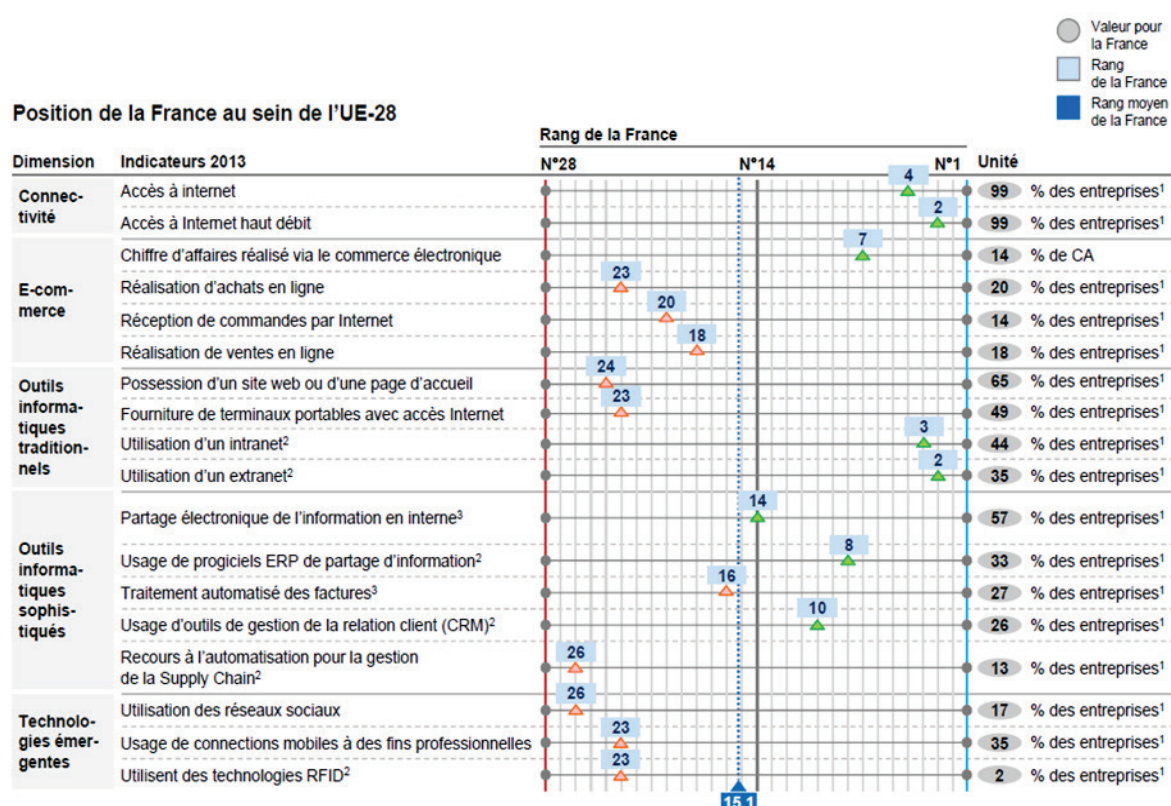 Valeur pour
la France
Rang
de la France
Rang moyen
de la France
Position de la France au sein de l'UE-28
Rang de la France
Dimension Indicateurs 2013 N°28 N°14 N°1 Unité
Connec-
tivité
Accès à internet 4 99 % des entreprises¹
Accès à Internet haut débit 2 99 % des entreprises¹
E-com-
merce
Chiffre d'affaires réalisé via le commerce électronique 7 14 % de CA
Réalisation d'achats en ligne 23 20 % des entreprises¹
Réception de commandes par Internet 20 14 % des entreprises¹
Réalisation de ventes en ligne 18 18 % des entreprises¹
Outils
informa-
tiques
tradition-
nels
Possession d'un site web ou d'une page d'accueil 24 65 % des entreprises¹
Fourniture de terminaux portables avec accès Internet 23 49 % des entreprises¹
Utilisation d'un intranet² 3 44 % des entreprises¹
Utilisation d'un extranet² 2 35 % des entreprises¹
Outils
informa-
tiques
sophis-
tiqués
Partage électronique de l'information en interne³ 14 57 % des entreprises¹
Usage de progiciels ERP de partage d'information² 8 33 % des entreprises¹
Traitement automatisé des factures³ 16 27 % des entreprises¹
Usage d'outils de gestion de la relation client (CRM)² 10 26 % des entreprises¹
Recours à l'automatisation pour la gestion
de la Supply Chain² 26 13 % des entreprises¹
Technolo-
gies émer-
gentes
Utilisation des réseaux sociaux 26 17 % des entreprises¹
Usage de connections mobiles à des fins professionnelles 23 35 % des entreprises¹
Utilisent des technologies RFID² 23 2 % des entreprises¹
15,1